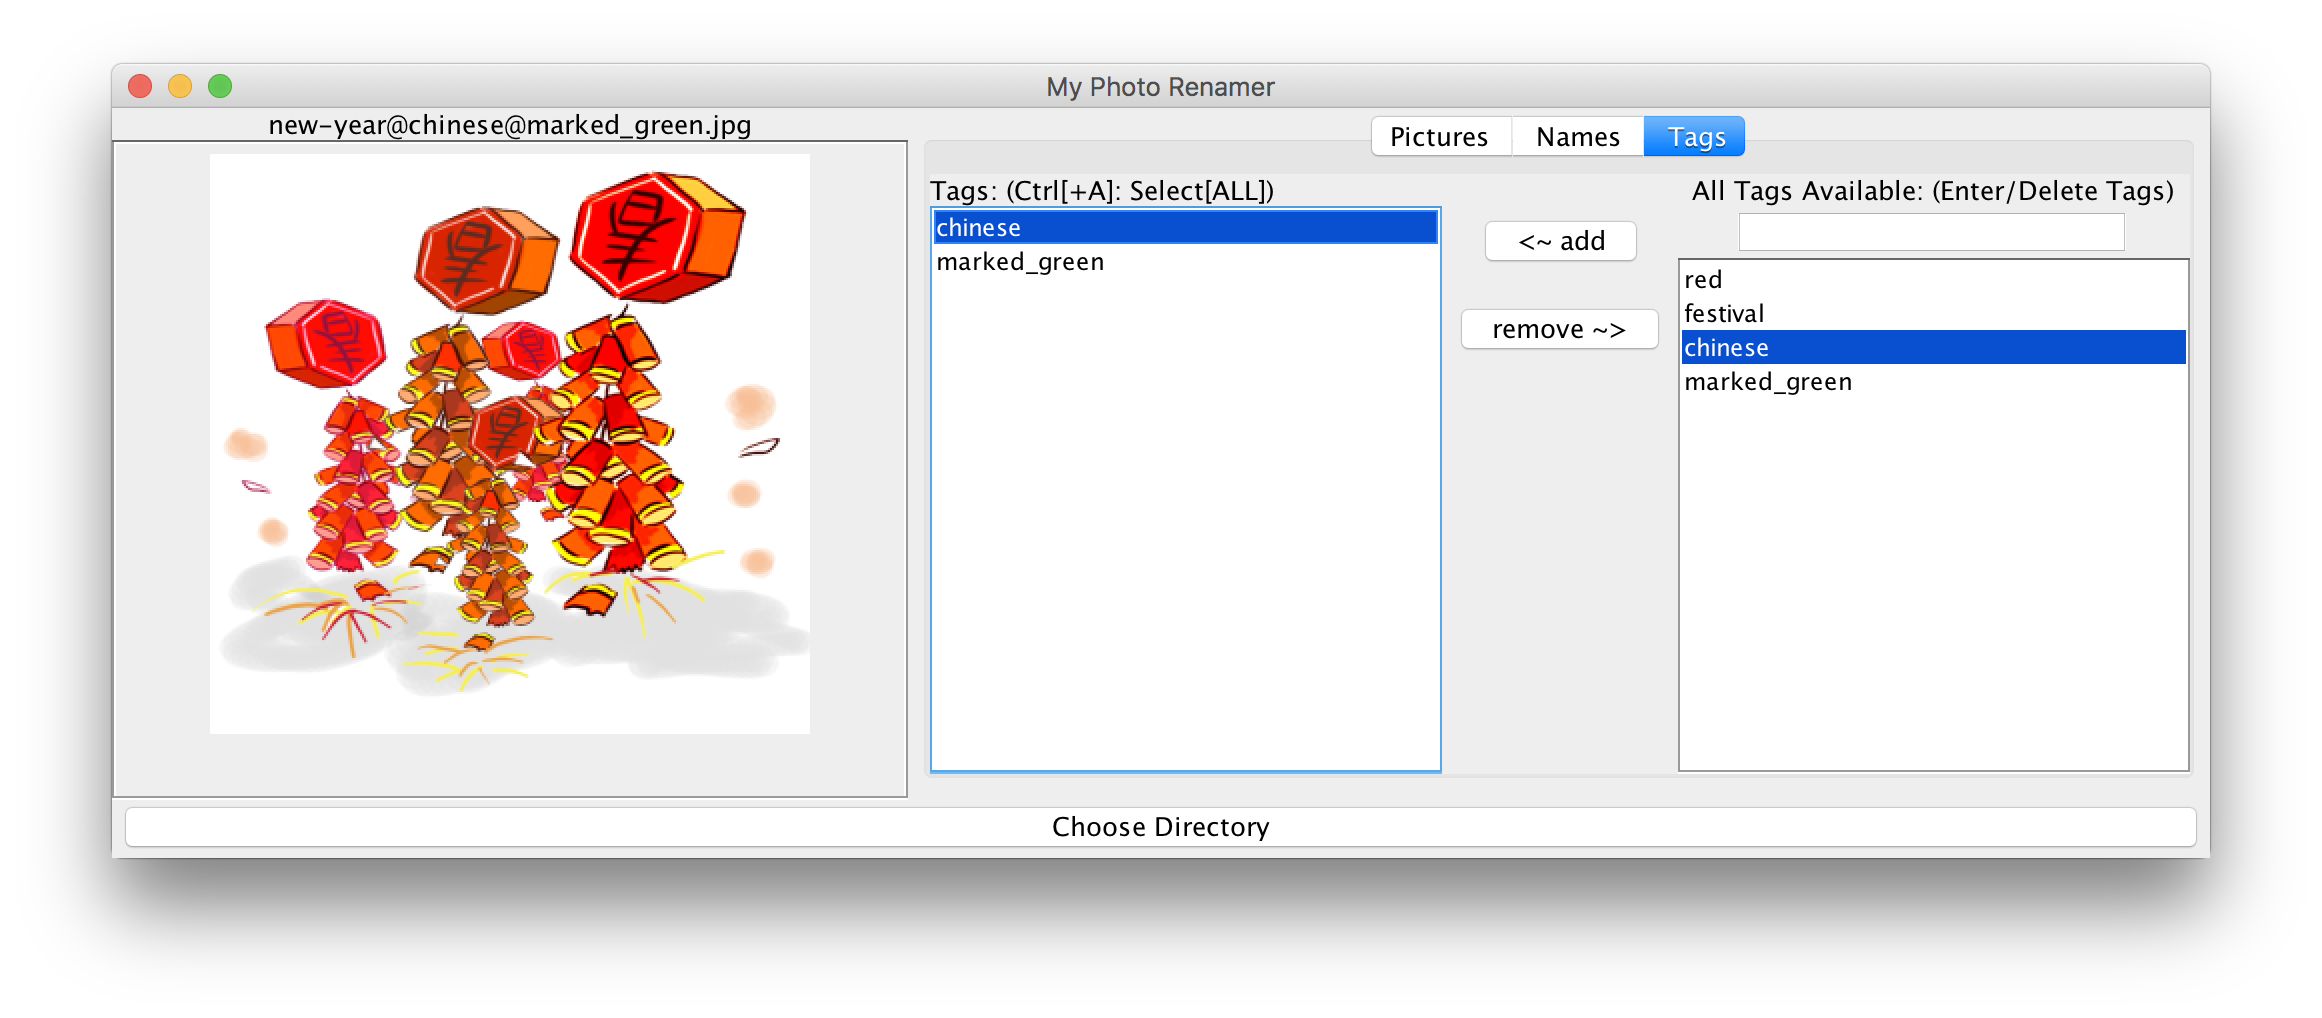 My Photo Renamer
new-year@chinese@marked_green.jpg
Pictures
Names
Tags
Tags: (Ctrl[+A]: Select[ALL])
chinese
marked_green
<~ add
remove ~>
All Tags Available: (Enter/Delete Tags)
red
festival
chinese
marked_green
Choose Directory